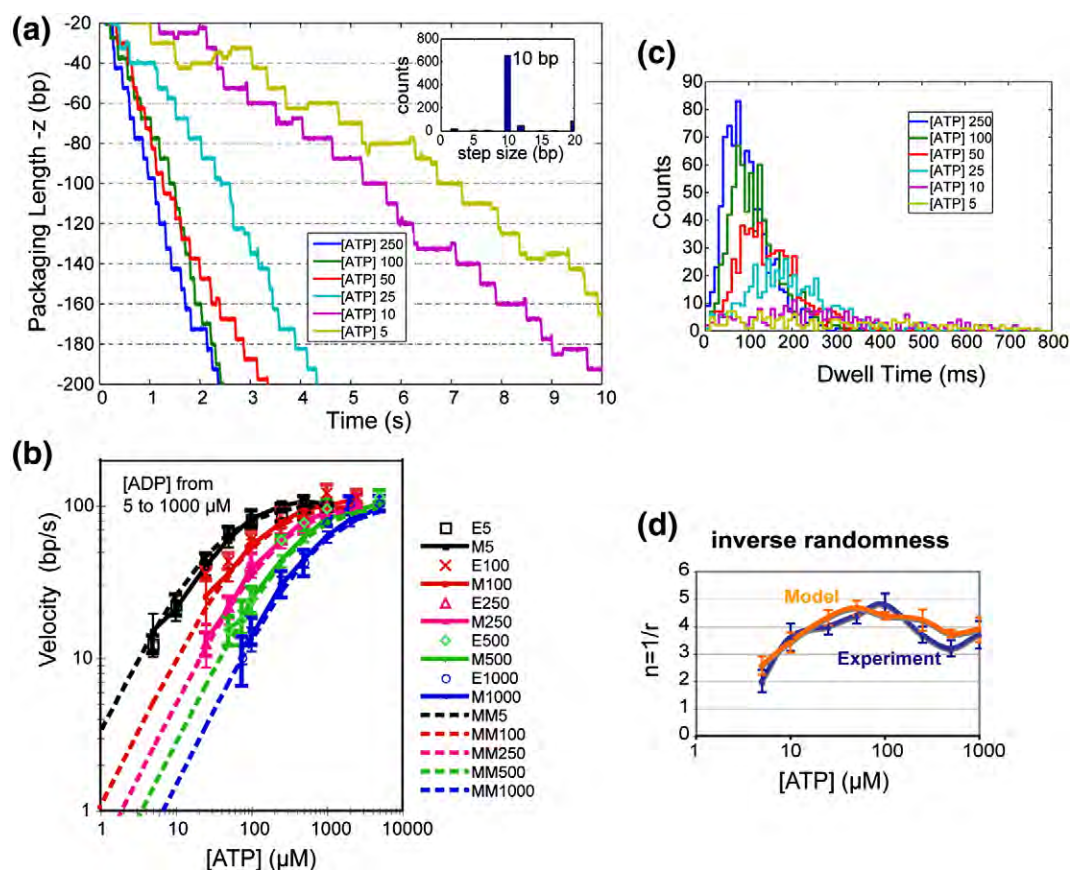 (a)
Packaging Length -z (bp)
-20
-40
-60
-80
-100
-120
-140
-160
-180
-200
0 1 2 3 4 5 6 7 8 9 10
Time (s)
[ATP] 250
[ATP] 100
[ATP] 50
[ATP] 25
[ATP] 10
[ATP] 5
counts
800
600
400
200
0
10 bp
0 5 10 15 20
step size (bp)
(c)
Counts
90
80
70
60
50
40
30
20
10
0
[ATP] 250
[ATP] 100
[ATP] 50
[ATP] 25
[ATP] 10
[ATP] 5
0 100 200 300 400 500 600 700 800
Dwell Time (ms)
(b)
[ADP] from
5 to 1000 µM
Velocity (bp/s)
100
10
1
1 10 100 1000 10000
[ATP] (µM)
E5
M5
E100
M100
E250
M250
E500
M500
E1000
M1000
MM5
MM100
MM250
MM500
MM1000
(d)
inverse randomness
n=1/r
6
5
4
3
2
1
0
Model
Experiment
1 10 100 1000
[ATP] (µM)